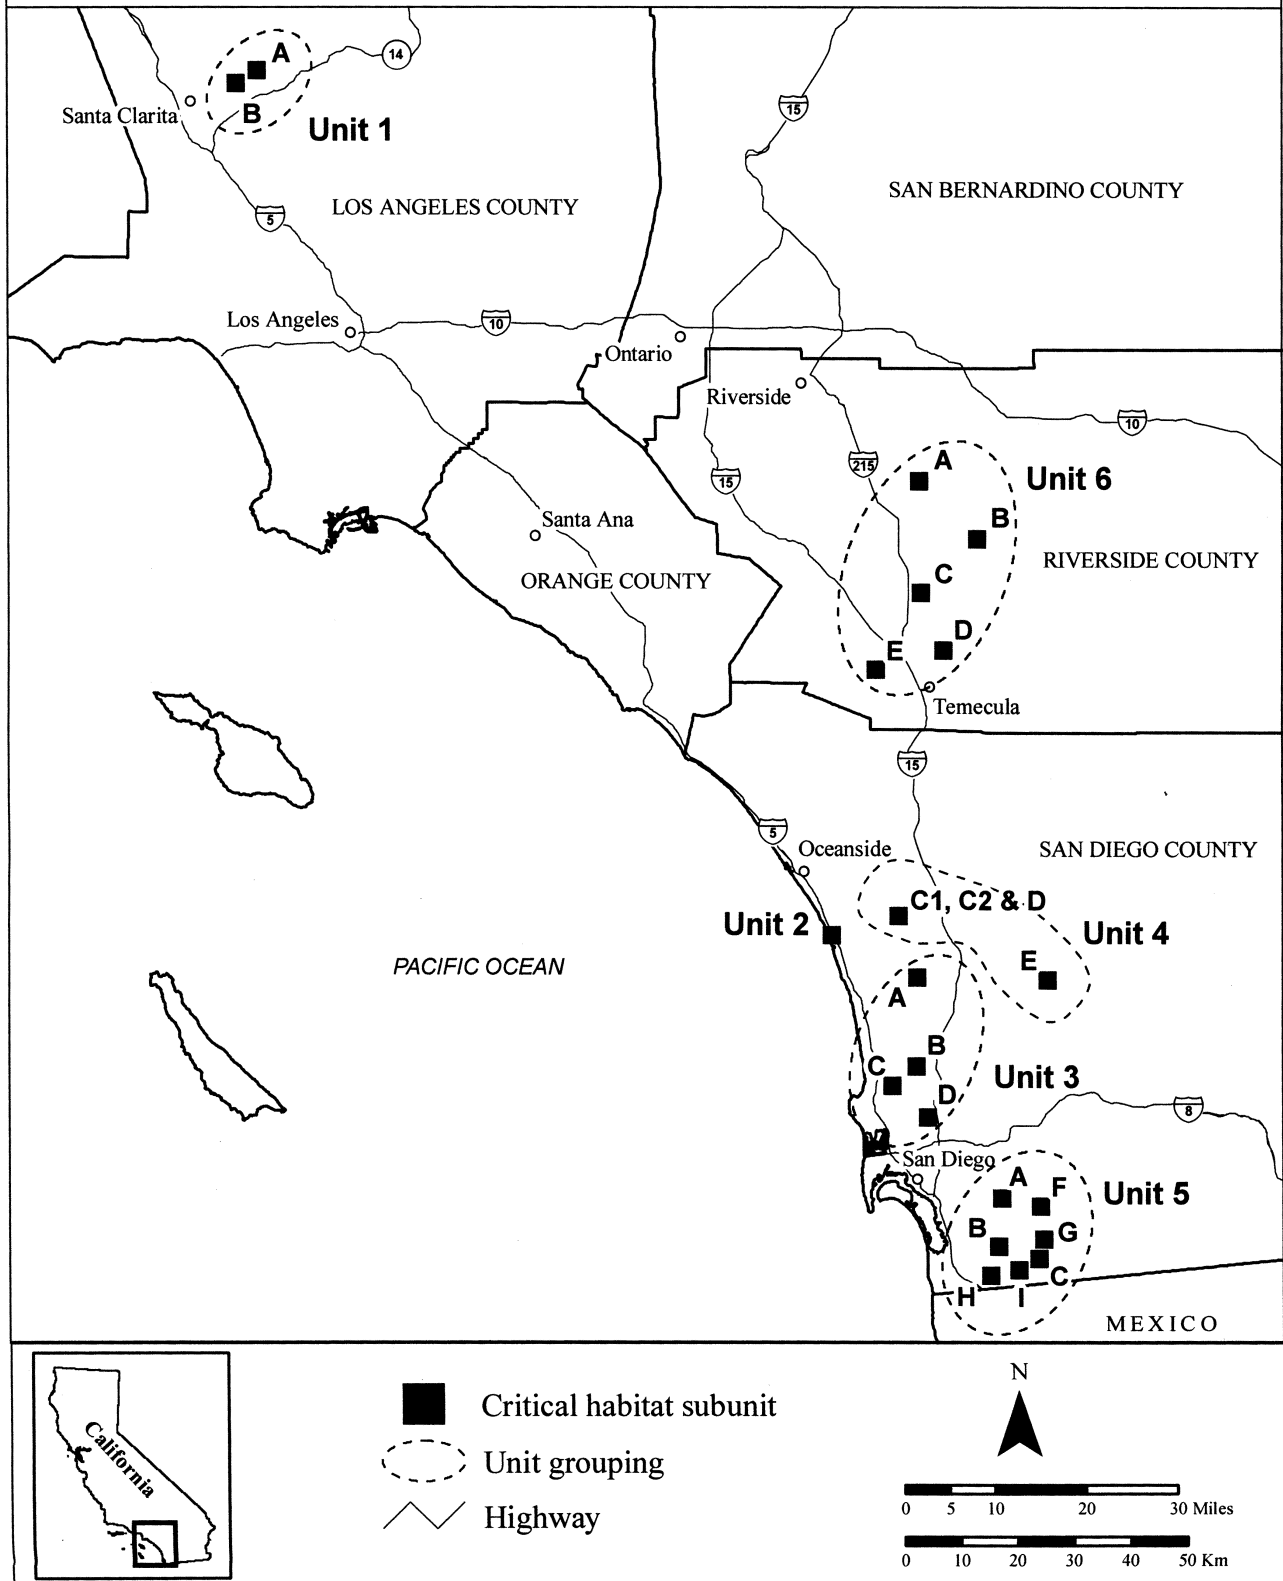 A
14
Santa Clarita
B
Unit 1
15
SAN BERNARDINO COUNTY
LOS ANGELES COUNTY
5
Los Angeles
10
Ontario
Riverside
10
215
A
15
Unit 6
B
Santa Ana
RIVERSIDE COUNTY
ORANGE COUNTY
C
D
E
Temecula
15
5
Oceanside
SAN DIEGO COUNTY
C1, C2 & D
Unit 2
Unit 4
E
PACIFIC OCEAN
A
B
C
Unit 3
D
8
San Diego
A
F
Unit 5
B
G
C
H
I
MEXICO
California
Critical habitat subunit
Unit grouping
Highway
N
0 5 10 20 30 Miles
0 10 20 30 40 50 Km